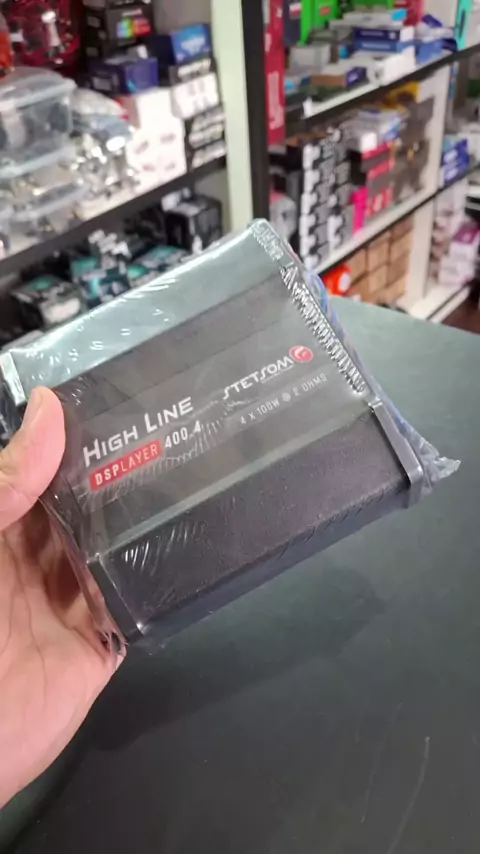 HIGH LINE
DSPLAYER 400.4
STETSOM
4 X 100W @ 2 OHMS